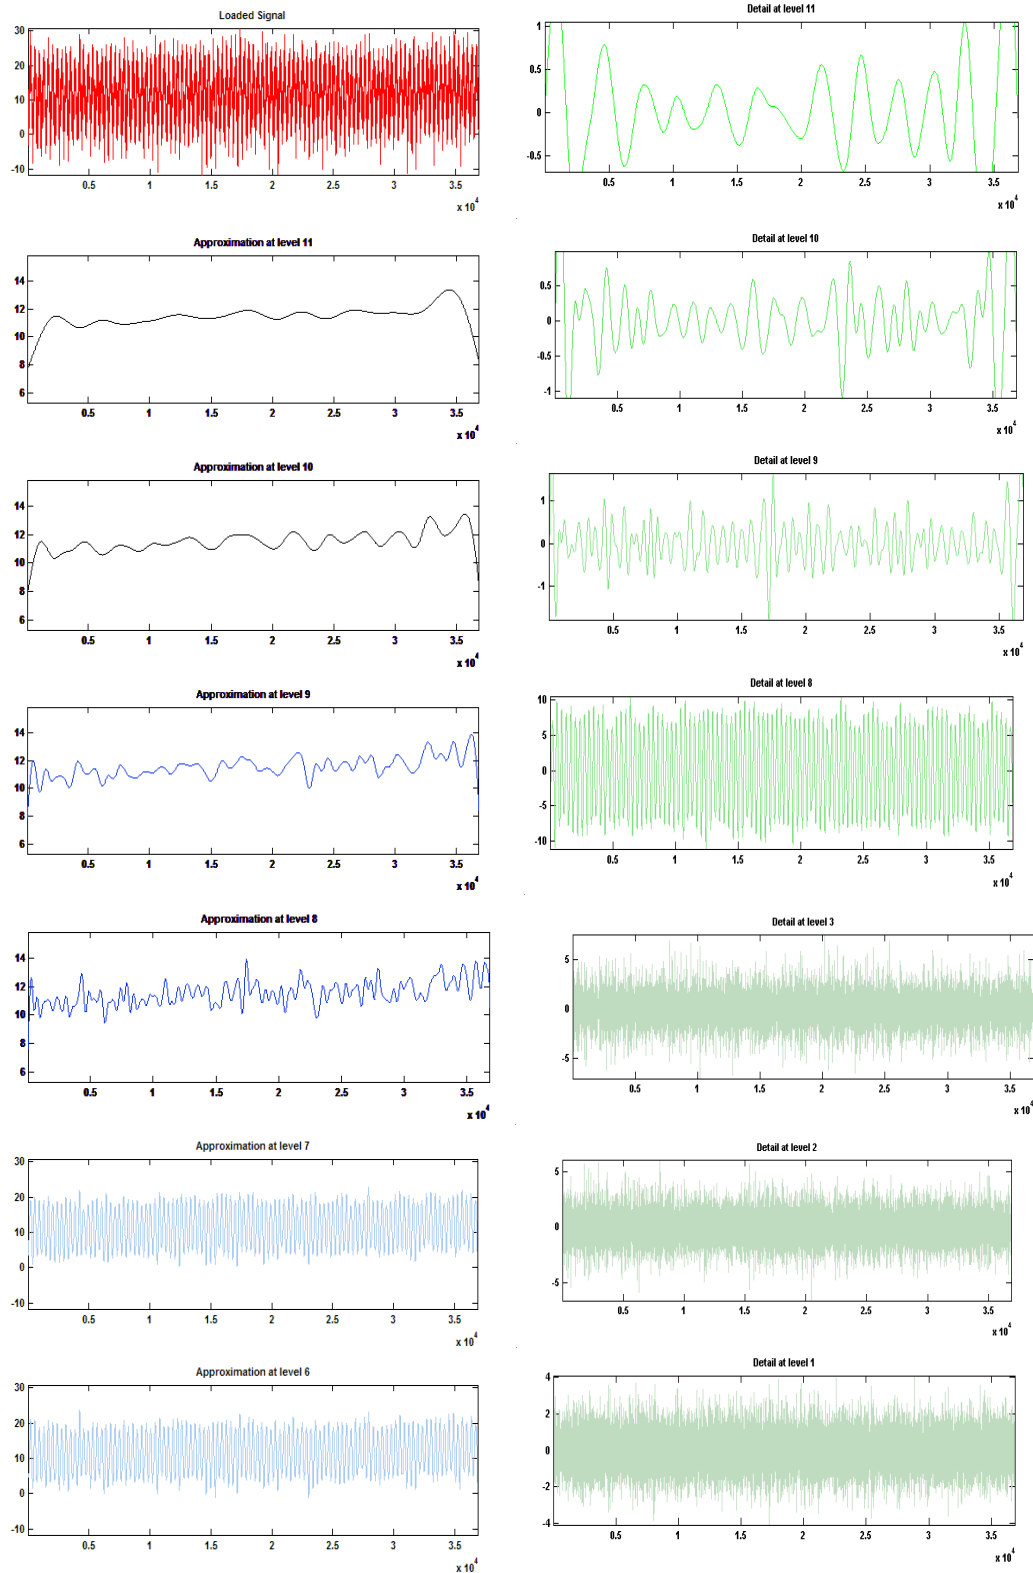 Loaded Signal
30
20
10
0
-10
0.5 1 1.5 2 2.5 3 3.5
x 10^4
Approximation at level 11
14
12
10
8
6
0.5 1 1.5 2 2.5 3 3.5
x 10^4
Approximation at level 10
14
12
10
8
6
0.5 1 1.5 2 2.5 3 3.5
x 10^4
Approximation at level 9
14
12
10
8
6
0.5 1 1.5 2 2.5 3 3.5
x 10^4
Approximation at level 8
14
12
10
8
6
0.5 1 1.5 2 2.5 3 3.5
x 10^4
Approximation at level 7
30
20
10
0
-10
0.5 1 1.5 2 2.5 3 3.5
x 10^4
Approximation at level 6
30
20
10
0
-10
0.5 1 1.5 2 2.5 3 3.5
x 10^4
Detail at level 11
1
0.5
0
-0.5
0.5 1 1.5 2 2.5 3 3.5
x 10^4
Detail at level 10
1
0.5
0
-0.5
-1
0.5 1 1.5 2 2.5 3 3.5
x 10^4
Detail at level 9
1
0
-1
0.5 1 1.5 2 2.5 3 3.5
x 10^4
Detail at level 8
10
5
0
-5
-10
0.5 1 1.5 2 2.5 3 3.5
x 10^4
Detail at level 3
5
0
-5
0.5 1 1.5 2 2.5 3 3.5
x 10^4
Detail at level 2
5
0
-5
0.5 1 1.5 2 2.5 3 3.5
x 10^4
Detail at level 1
4
2
0
-2
-4
0.5 1 1.5 2 2.5 3 3.5
x 10^4